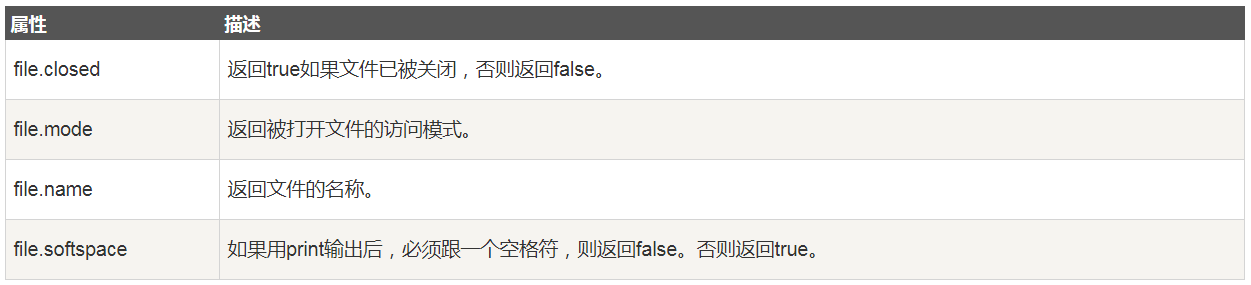 属性 描述
file.closed 返回true如果文件已被关闭，否则返回false。
file.mode 返回被打开文件的访问模式。
file.name 返回文件的名称。
file.softspace 如果用print输出后，必须跟一个空格符，则返回false。否则返回true。